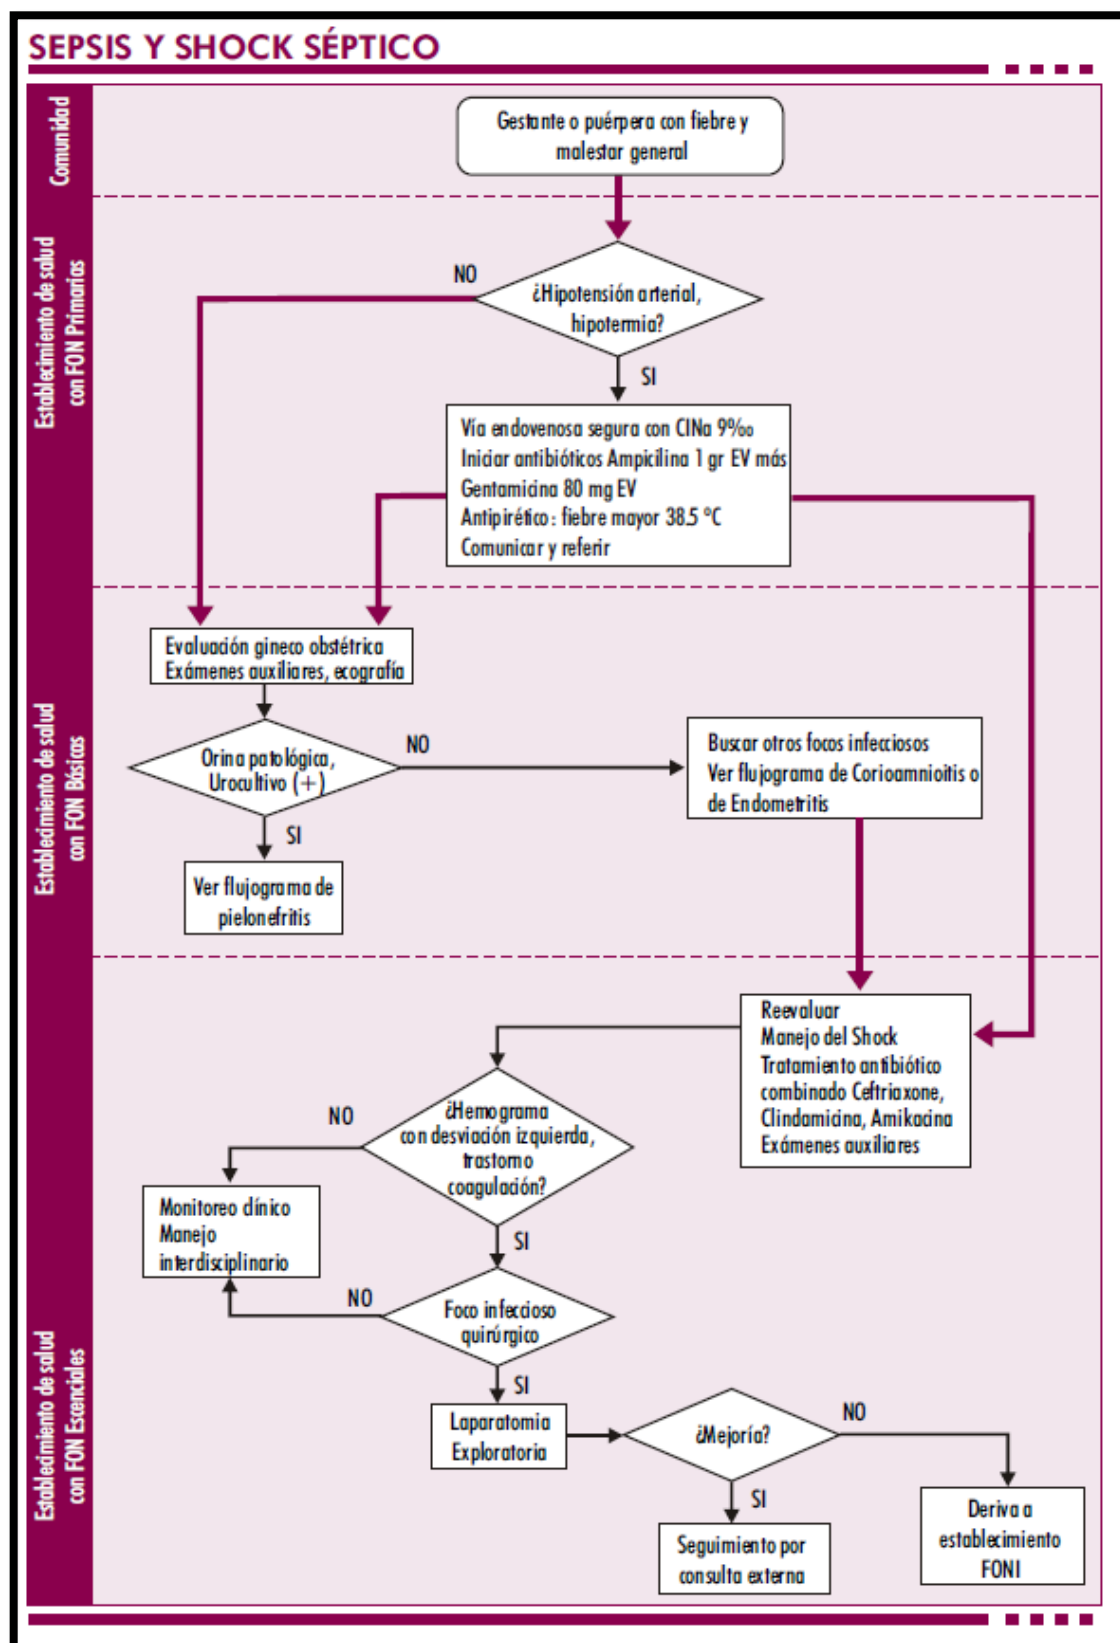 SEPSIS Y SHOCK SÉPTICO
Comunidad
Gestante o puérpera con fiebre y
malestar general
Establecimiento de salud
con FON Primarias
NO
¿Hipotensión arterial,
hipotermia?
SI
Vía endovenosa segura con ClNa 9‰
Iniciar antibióticos Ampicilina 1 gr EV más
Gentamicina 80 mg EV
Antipirético: fiebre mayor 38.5 ºC
Comunicar y referir
Establecimiento de salud
con FON Básicas
Evaluación gineco obstétrica
Exámenes auxiliares, ecografía
Orina patológica,
Urocultivo (+)
NO
Buscar otros focos infecciosos
Ver flujograma de Corioamnioitis o
de Endometritis
SI
Ver flujograma de
pielonefritis
Establecimiento de salud
con FON Escenciales
Reevaluar
Manejo del Shock
Tratamiento antibiótico
combinado Ceftriaxone,
Clindamicina, Amikacina
Exámenes auxiliares
NO
¿Hemograma
con desviación izquierda,
trastorno
coagulación?
Monitoreo clínico
Manejo
interdisciplinario
SI
NO
Foco infeccioso
quirúrgico
SI
Laparatomia
Exploratoria
¿Mejoría?
NO
SI
Seguimiento por
consulta externa
Deriva a
establecimiento
FONI